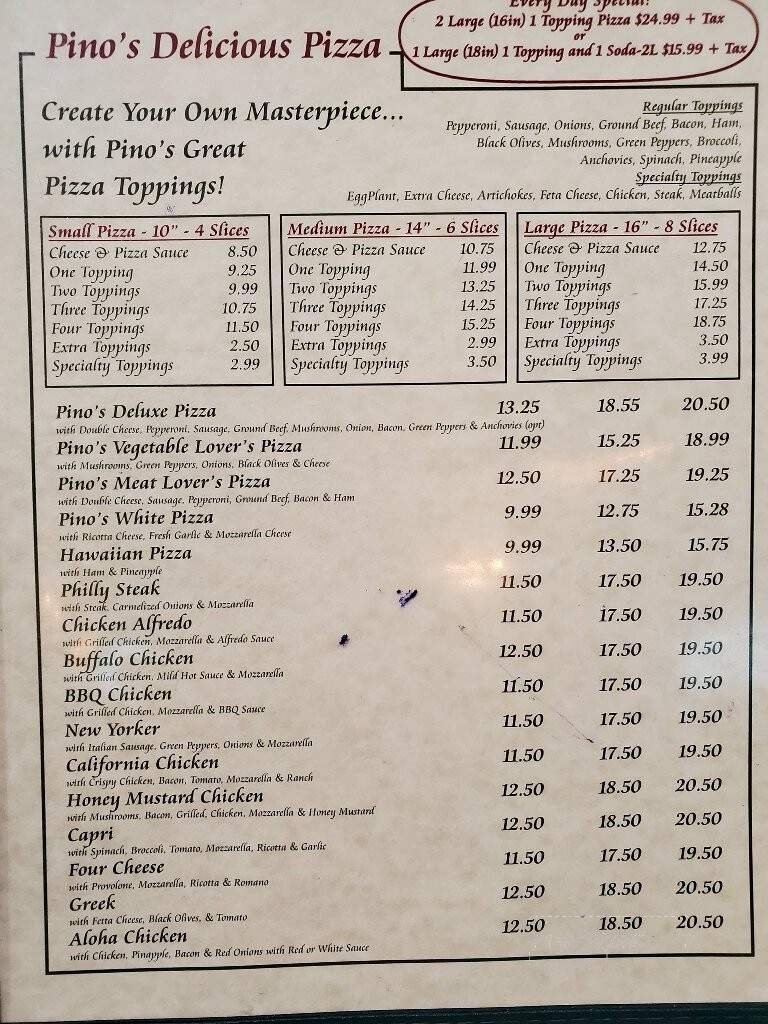 Every Day Special!
2 Large (16in) 1 Topping Pizza $24.99 + Tax
or
1 Large (18in) 1 Topping and 1 Soda-2L $15.99 + Tax
Pino's Delicious Pizza
Create Your Own Masterpiece...
with Pino's Great
Pizza Toppings!
Regular Toppings
Pepperoni, Sausage, Onions, Ground Beef, Bacon, Ham,
Black Olives, Mushrooms, Green Peppers, Broccoli,
Anchovies, Spinach, Pineapple
Specialty Toppings
EggPlant, Extra Cheese, Artichokes, Feta Cheese, Chicken, Steak, Meatballs
Small Pizza - 10" - 4 Slices
Cheese & Pizza Sauce 8.50
One Topping 9.25
Two Toppings 9.99
Three Toppings 10.75
Four Toppings 11.50
Extra Toppings 2.50
Specialty Toppings 2.99
Medium Pizza - 14" - 6 Slices
Cheese & Pizza Sauce 10.75
One Topping 11.99
Two Toppings 13.25
Three Toppings 14.25
Four Toppings 15.25
Extra Toppings 2.99
Specialty Toppings 3.50
Large Pizza - 16" - 8 Slices
Cheese & Pizza Sauce 12.75
One Topping 14.50
Two Toppings 15.99
Three Toppings 17.25
Four Toppings 18.75
Extra Toppings 3.50
Specialty Toppings 3.99
Pino's Deluxe Pizza 13.25 18.55 20.50
with Double Cheese, Pepperoni, Sausage, Ground Beef, Mushrooms, Onion, Bacon, Green Peppers & Anchovies (opt)
Pino's Vegetable Lover's Pizza 11.99 15.25 18.99
with Mushrooms, Green Peppers, Onions, Black Olives & Cheese
Pino's Meat Lover's Pizza 12.50 17.25 19.25
with Double Cheese, Sausage, Pepperoni, Ground Beef, Bacon & Ham
Pino's White Pizza 9.99 12.75 15.28
with Ricotta Cheese, Fresh Garlic & Mozzarella Cheese
Hawaiian Pizza 9.99 13.50 15.75
with Ham & Pineapple
Philly Steak 11.50 17.50 19.50
with Steak, Carmelized Onions & Mozzarella
Chicken Alfredo 11.50 17.50 19.50
with Grilled Chicken, Mozzarella & Alfredo Sauce
Buffalo Chicken 12.50 17.50 19.50
with Grilled Chicken, Mild Hot Sauce & Mozzarella
BBQ Chicken 11.50 17.50 19.50
with Grilled Chicken, Mozzarella & BBQ Sauce
New Yorker 11.50 17.50 19.50
with Italian Sausage, Green Peppers, Onions & Mozzarella
California Chicken 11.50 17.50 19.50
with Crispy Chicken, Bacon, Tomato, Mozzarella & Ranch
Honey Mustard Chicken 12.50 18.50 20.50
with Mushrooms, Bacon, Grilled, Chicken, Mozzarella & Honey Mustard
Capri 12.50 18.50 20.50
with Spinach, Broccoli, Tomato, Mozzarella, Ricotta & Garlic
Four Cheese 11.50 17.50 19.50
with Provolone, Mozzarella, Ricotta & Romano
Greek 12.50 18.50 20.50
with Fetta Cheese, Black Olives, & Tomato
Aloha Chicken 12.50 18.50 20.50
with Chicken, Pinapple, Bacon & Red Onions with Red or White Sauce